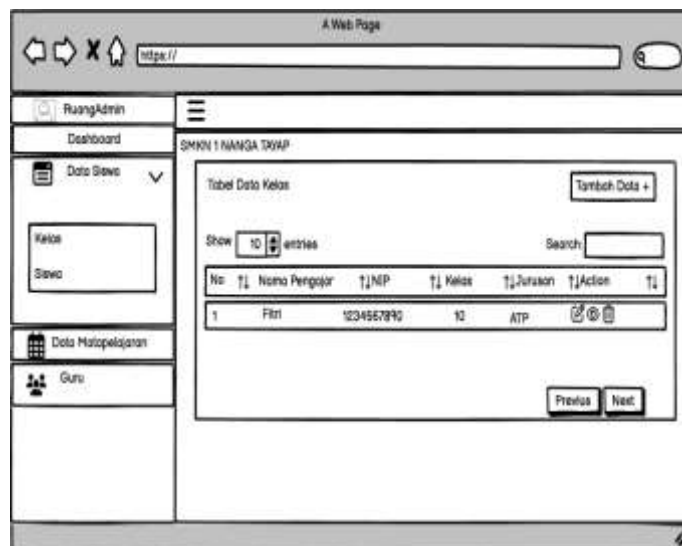 A Web Page
https://
RuangAdmin
Dashboard
Data Siswa
Kelas
Siswa
Data Matapelajaran
Guru
SMKN 1 NANGA TAYAP
Tabel Data Kelas
Tambah Data +
Show 10 entries
Search:
No Nama Pengajar NIP Kelas Jurusan Action
1 Fitri 1234567890 10 ATP
Previus Next